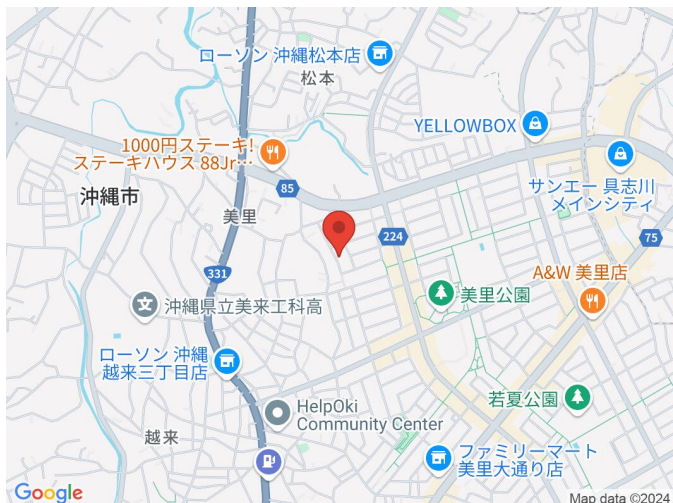 ローソン 沖縄松本店
松本
YELLOWBOX
1000円ステーキ!
ステーキハウス 88Jr…
サンエー 具志川
メインシティ
沖縄市
85
美里
224
75
331
A&W 美里店
美里公園
沖縄県立美来工科高
ローソン 沖縄
越来三丁目店
若夏公園
HelpOki
Community Center
越来
ファミリーマート
美里大通り店
Google
Map data ©2024